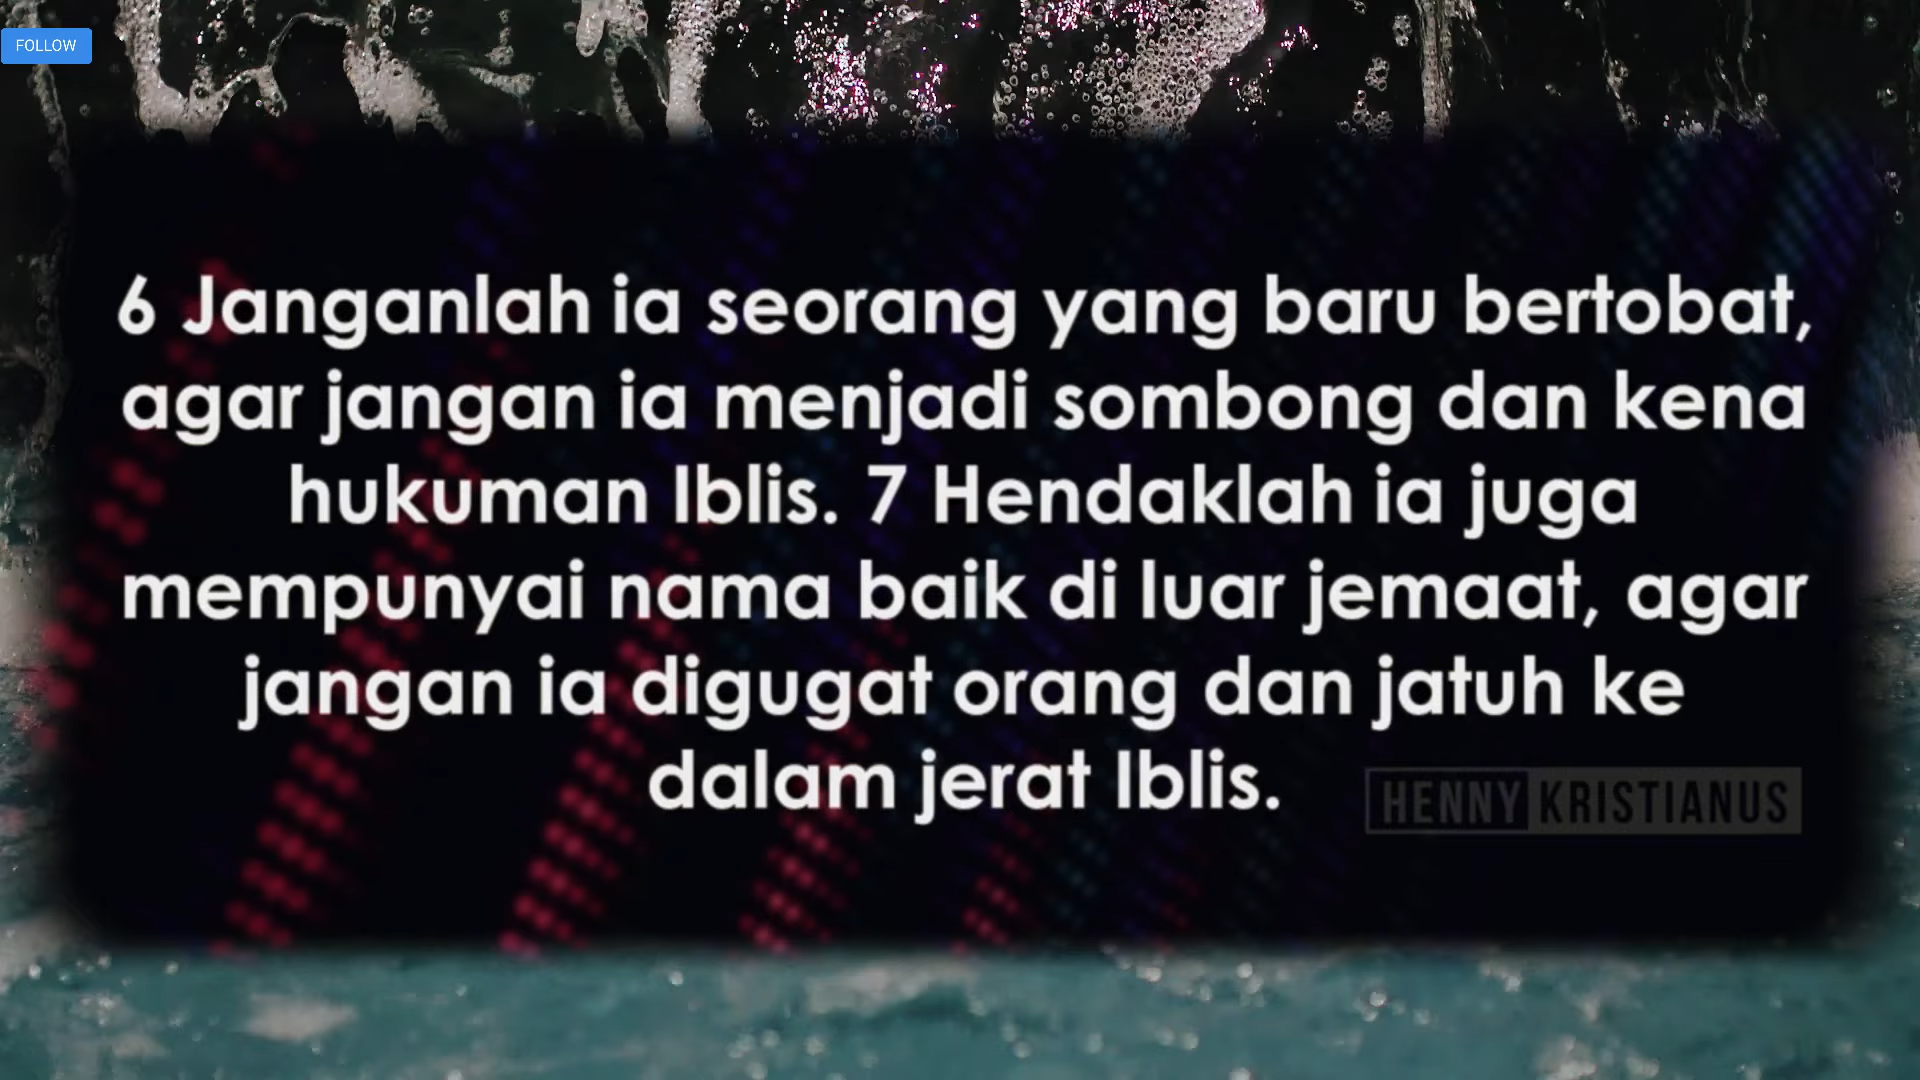 FOLLOW
6 Janganlah ia seorang yang baru bertobat,
agar jangan ia menjadi sombong dan kena
hukuman Iblis. 7 Hendaklah ia juga
mempunyai nama baik di luar jemaat, agar
jangan ia digugat orang dan jatuh ke
dalam jerat Iblis.
HENNY KRISTIANUS